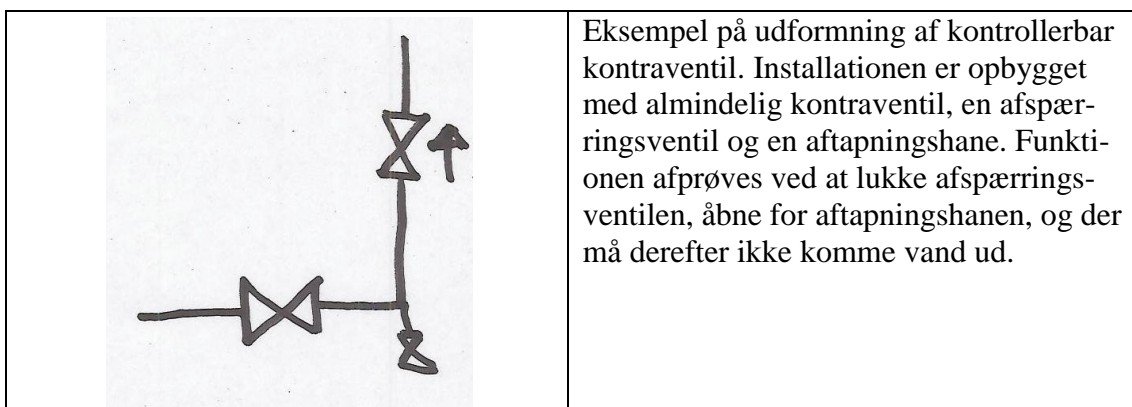 Eksempel på udformning af kontrollerbar
kontraventil. Installationen er opbygget
med almindelig kontraventil, en afspær-
ringsventil og en aftapningshane. Funkti-
onen afprøves ved at lukke afspærrings-
ventilen, åbne for aftapningshanen, og der
må derefter ikke komme vand ud.